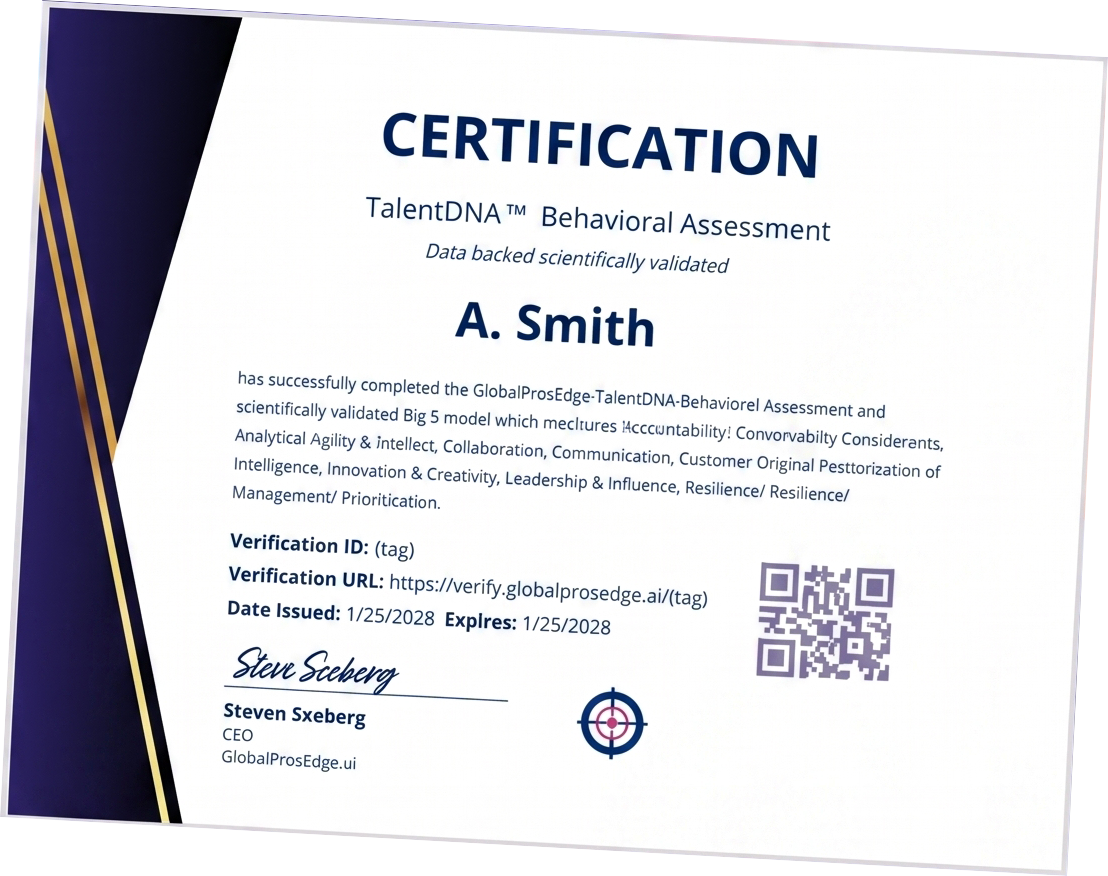 CERTIFICATION
TalentDNA™ Behavioral Assessment
Data backed scientifically validated
A. Smith
has successfully completed the GlobalProsEdge-TalentDNA-Behaviorel Assessment and
scientifically validated Big 5 model which Convorvabilty Considerants,
Analytical Agility & Intellect, Collaboration, Communication, Customer Original Pesttorization of
Intelligence, Innovation & Creativity, Leadership & Influence, Resilience/ Resilience/
Management/ Prioritication.
Verification ID: (tag)
Verification URL: https://verify.globalprosedge.ai/(tag)
Date Issued: 1/25/2028 Explres: 1/25/2028
Steve Sceberg
Steven Sxeberg
CEO
GlobalProsEdge.ui